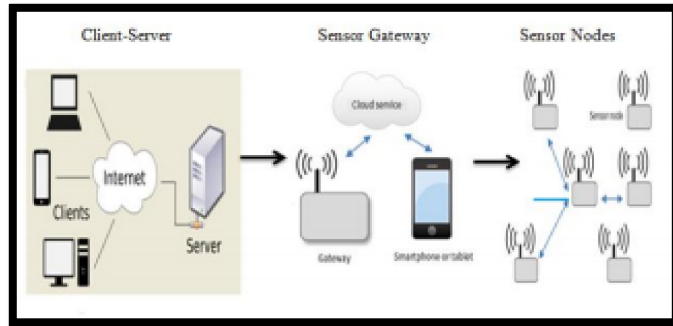 Client-Server
Sensor Gateway
Sensor Nodes
Internet
Clients
Server
Cloud service
Gateway
Smartphone or tablet
Sensor node